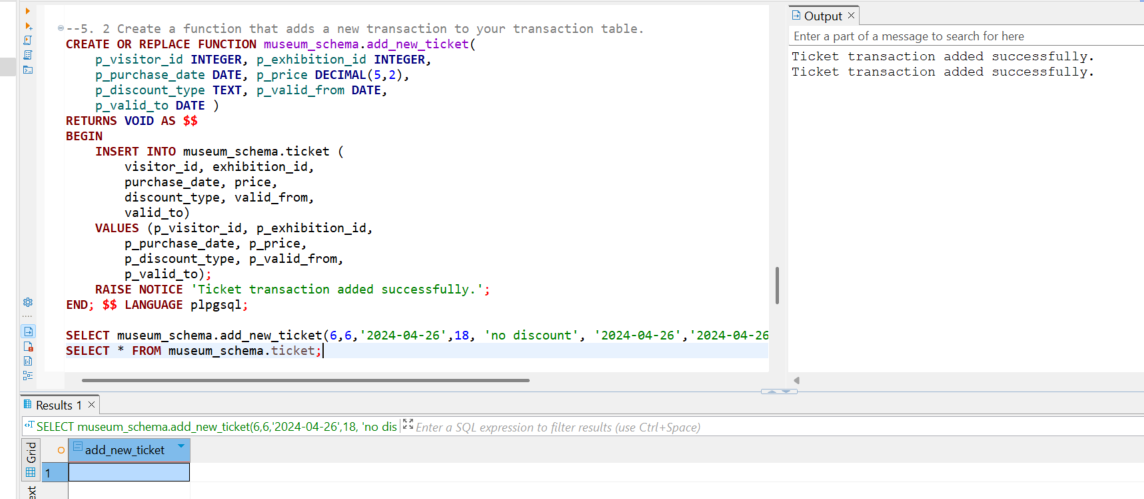 --5. 2 Create a function that adds a new transaction to your transaction table.
CREATE OR REPLACE FUNCTION museum_schema.add_new_ticket(
p_visitor_id INTEGER, p_exhibition_id INTEGER,
p_purchase_date DATE, p_price DECIMAL(5,2),
p_discount_type TEXT, p_valid_from DATE,
p_valid_to DATE )
RETURNS VOID AS $$
BEGIN
INSERT INTO museum_schema.ticket (
visitor_id, exhibition_id,
purchase_date, price,
discount_type, valid_from,
valid_to)
VALUES (p_visitor_id, p_exhibition_id,
p_purchase_date, p_price,
p_discount_type, p_valid_from,
p_valid_to);
RAISE NOTICE 'Ticket transaction added successfully.';
END; $$ LANGUAGE plpgsql;
SELECT museum_schema.add_new_ticket(6,6,'2024-04-26',18, 'no discount', '2024-04-26','2024-04-26
SELECT * FROM museum_schema.ticket;
Output
Enter a part of a message to search for here
Ticket transaction added successfully.
Ticket transaction added successfully.
Results 1
SELECT museum_schema.add_new_ticket(6,6,'2024-04-26',18, 'no dis
Enter a SQL expression to filter results (use Ctrl+Space)
Grid
add_new_ticket
1